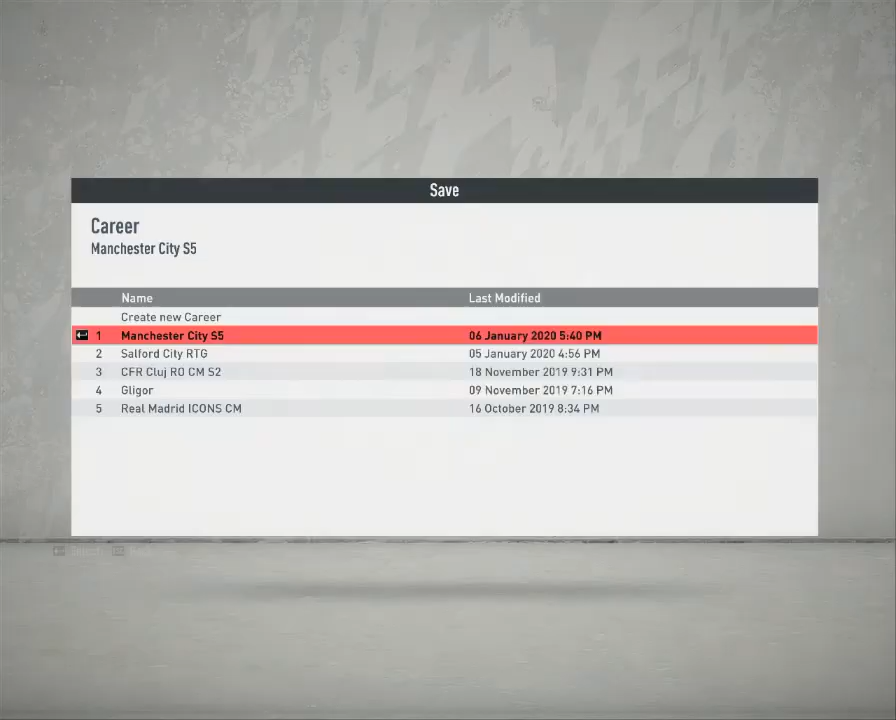 Save
Career
Manchester City S5
Name Last Modified
Create new Career
1 Manchester City S5 06 January 2020 5:40 PM
2 Salford City RTG 05 January 2020 4:56 PM
3 CFR Cluj RO CM S2 18 November 2019 9:31 PM
4 Gligor 09 November 2019 7:16 PM
5 Real Madrid ICONS CM 16 October 2019 8:34 PM